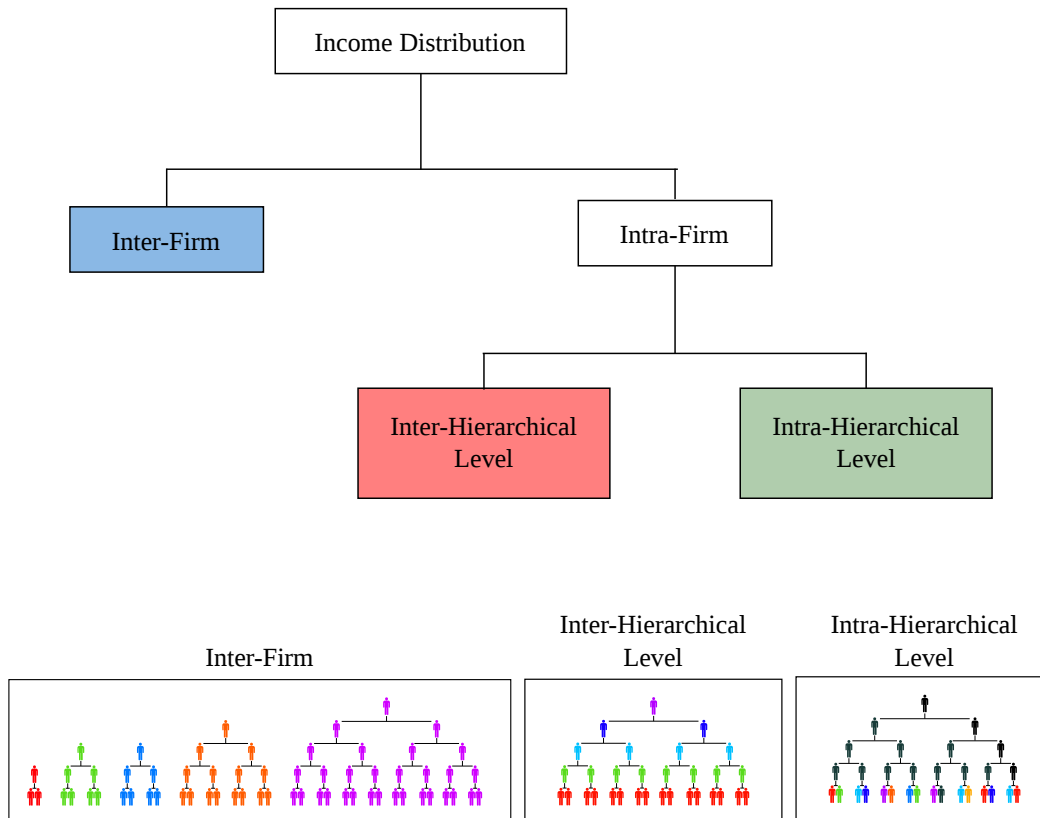 Income Distribution
Inter-Firm
Intra-Firm
Inter-Hierarchical
Level
Intra-Hierarchical
Level
Inter-Firm
Inter-Hierarchical
Level
Intra-Hierarchical
Level